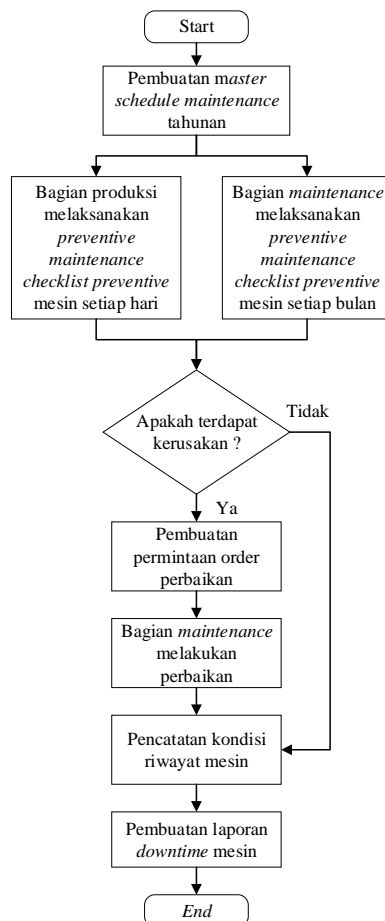 Start
Pembuatan master
schedule maintenance
tahunan
Bagian produksi
melaksanakan
preventive
maintenance
checklist preventive
mesin setiap hari
Bagian maintenance
melaksanakan
preventive
maintenance
checklist preventive
mesin setiap bulan
Apakah terdapat
kerusakan ?
Tidak
Ya
Pembuatan
permintaan order
perbaikan
Bagian maintenance
melakukan
perbaikan
Pencatatan kondisi
riwayat mesin
Pembuatan laporan
downtime mesin
End